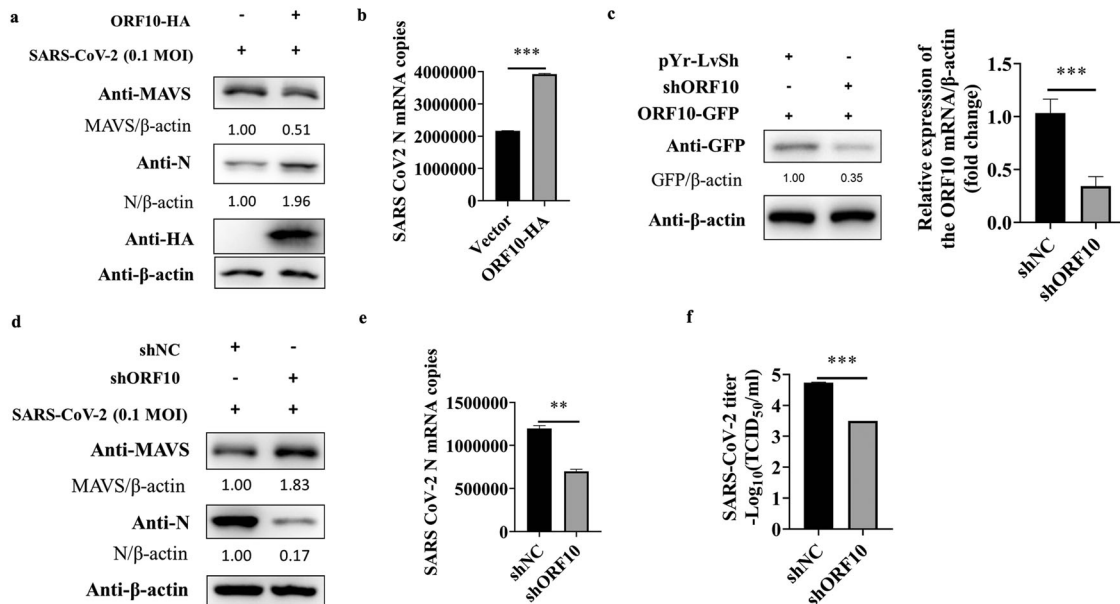 a
ORF10-HA - +
SARS-CoV-2 (0.1 MOI) + +
Anti-MAVS
MAVS/β-actin 1.00 0.51
Anti-N
N/β-actin 1.00 1.96
Anti-HA
Anti-β-actin
b
SARS CoV2 N mRNA copies
4000000
3000000
2000000
1000000
0
***
Vector
ORF10-HA
c
pYr-LvSh + -
shORF10 - +
ORF10-GFP + +
Anti-GFP
GFP/β-actin 1.00 0.35
Anti-β-actin
Relative expression of
the ORF10 mRNA/β-actin
(fold change)
1.5
1.0
0.5
0.0
***
shNC
shORF10
d
shNC + -
shORF10 - +
SARS-CoV-2 (0.1 MOI) + +
Anti-MAVS
MAVS/β-actin 1.00 1.83
Anti-N
N/β-actin 1.00 0.17
Anti-β-actin
e
SARS CoV-2 N mRNA copies
1500000
1000000
500000
0
**
shNC
shORF10
f
SARS-CoV-2 titer
-Log10(TCID50/ml)
5
4
3
2
1
0
***
shNC
shORF10